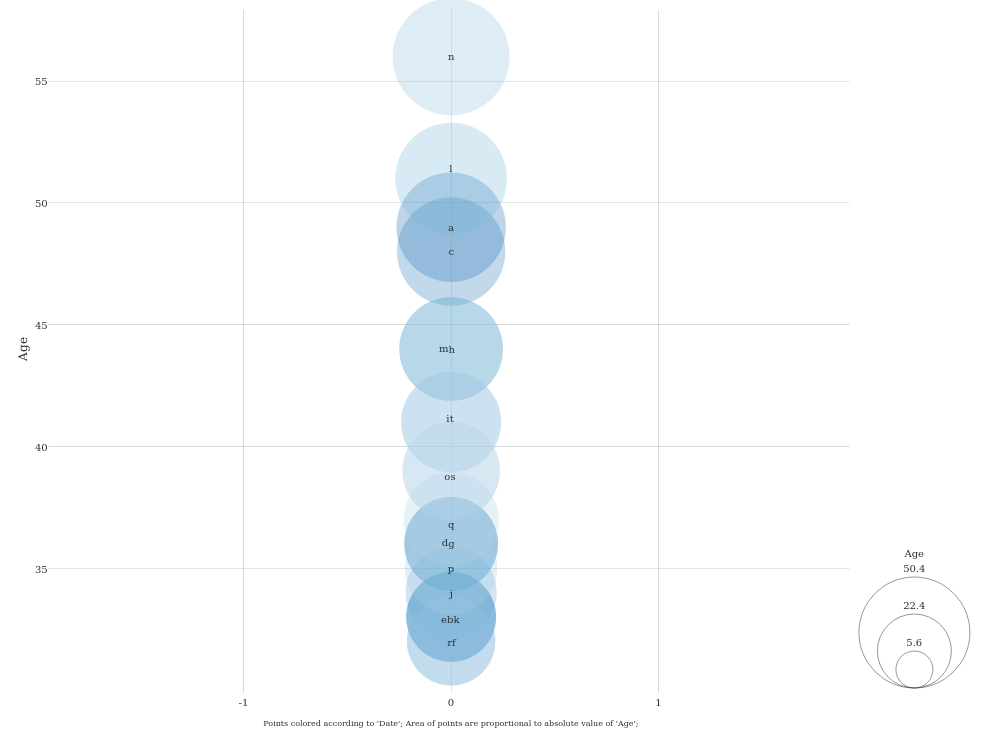 n
55
l
50
a
c
45
mh
Age
it
40
os
q
dg
p
35
j
ebk
rf
Age
50.4
22.4
5.6
-1 0 1
Points colored according to 'Date'; Area of points are proportional to absolute value of 'Age';